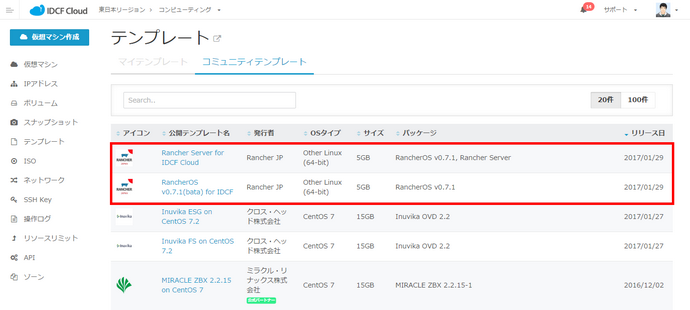 IDCF Cloud 東日本リージョン コンピューティング サポート
仮想マシン作成
テンプレート
マイテンプレート コミュニティテンプレート
仮想マシン
IPアドレス
ボリューム
スナップショット
テンプレート
ISO
ネットワーク
SSH Key
操作ログ
リソースリミット
API
ゾーン
Search...
20件 100件
アイコン 公開テンプレート名 発行者 OSタイプ サイズ パッケージ リリース日
RANCHER
Rancher Server for
IDCF Cloud
Rancher JP
Other Linux
(64-bit)
5GB
RancherOS v0.7.1, Rancher Server
2017/01/29
RANCHER
RancherOS
v0.7.1(bata) for IDCF
Rancher JP
Other Linux
(64-bit)
5GB
RancherOS v0.7.1
2017/01/29
Inuvika ESG on
CentOS 7.2
クロス・ヘッ
ド株式会社
CentOS 7
15GB
Inuvika OVD 2.2
2017/01/27
Inuvika FS on CentOS
7.2
クロス・ヘッ
ド株式会社
CentOS 7
15GB
Inuvika OVD 2.2
2017/01/27
MIRACLE ZBX 2.2.15
on CentOS 7
ミラクル・リ
ナックス株式
会社
公式パートナー
CentOS 7
15GB
MIRACLE ZBX 2.2.15-1
2016/12/02